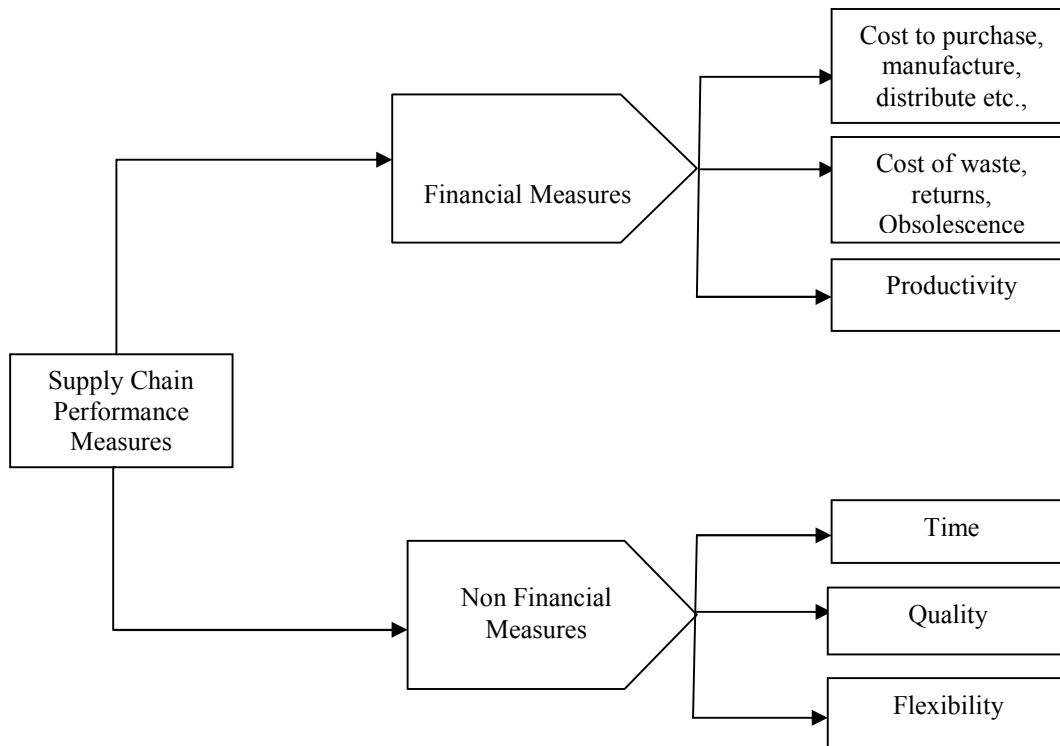 Cost to purchase,
manufacture,
distribute etc.,
Financial Measures
Cost of waste,
returns,
Obsolescence
Productivity
Supply Chain
Performance
Measures
Time
Non Financial
Measures
Quality
Flexibility